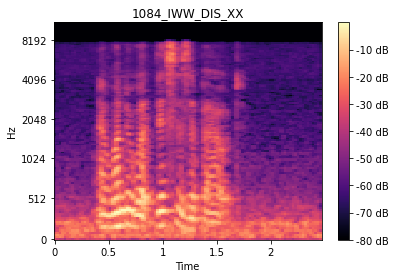 1084_IWW_DIS_XX
8192
4096
2048
1024
512
0
Hz
0
0.5
1
1.5
2
Time
-10 dB
-20 dB
-30 dB
-40 dB
-50 dB
-60 dB
-70 dB
-80 dB